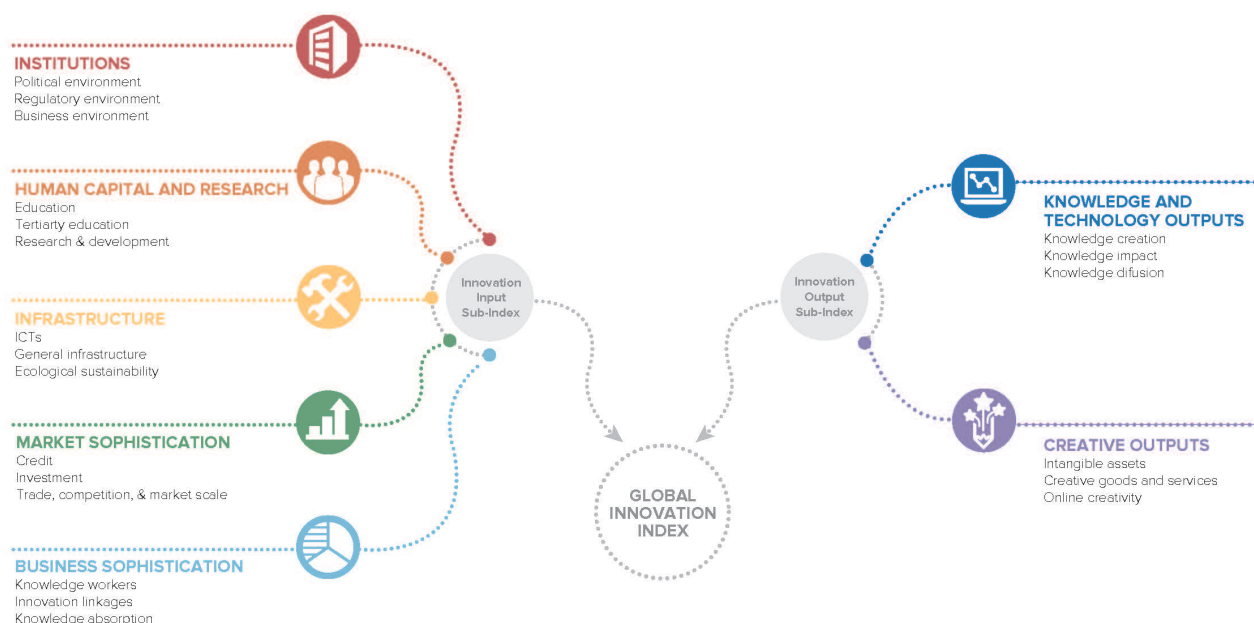 INSTITUTIONS
Political environment
Regulatory environment
Business environment
HUMAN CAPITAL AND RESEARCH
Education
Tertiarty education
Research & development
INFRASTRUCTURE
ICTs
General infrastructure
Ecological sustainability
MARKET SOPHISTICATION
Credit
Investment
Trade, competition, & market scale
BUSINESS SOPHISTICATION
Knowledge workers
Innovation linkages
Knowledge absorption
Innovation
Input
Sub-Index
GLOBAL
INNOVATION
INDEX
Innovation
Output
Sub-Index
KNOWLEDGE AND
TECHNOLOGY OUTPUTS
Knowledge creation
Knowledge impact
Knowledge difusion
CREATIVE OUTPUTS
Intangible assets
Creative goods and services
Online creativity